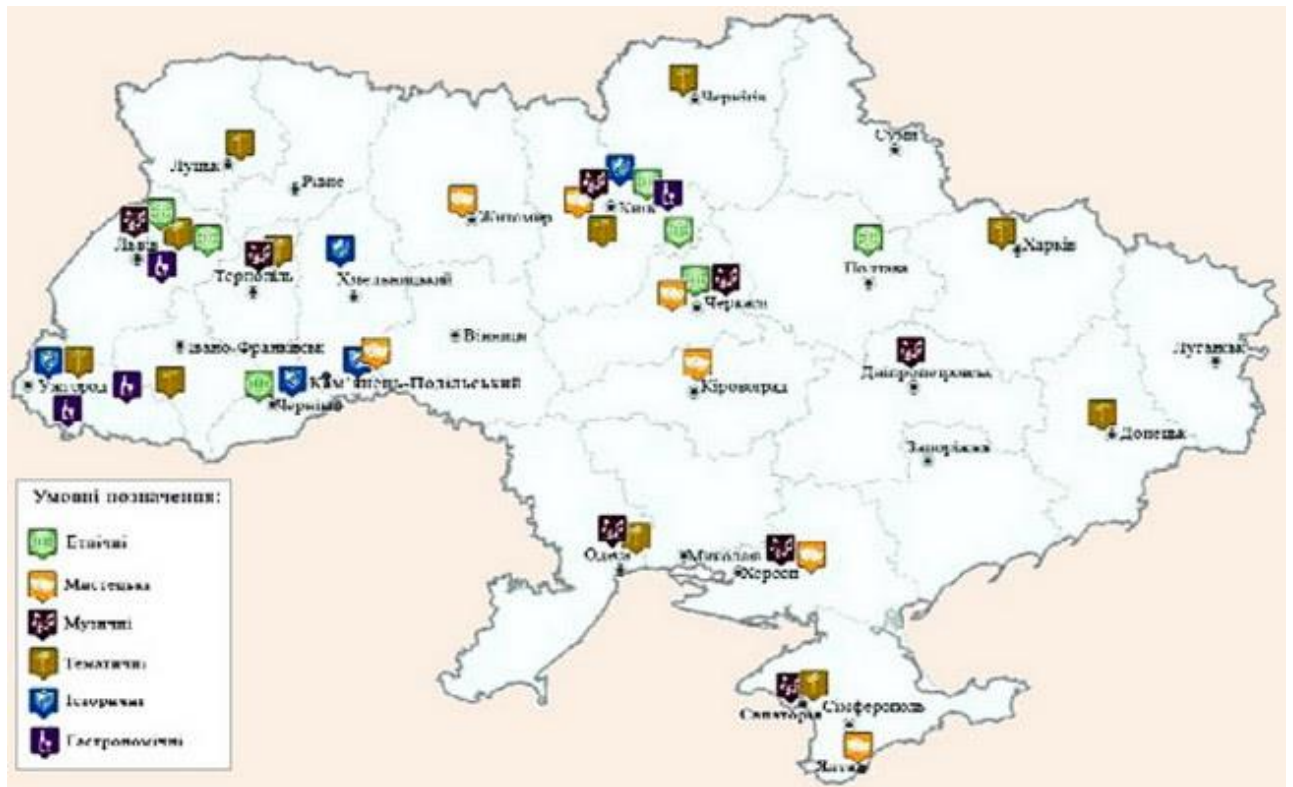 Чернігів
Суми
Луцьк
Рівне
Житомир
Київ
Львів
Тернопіль
Хмельницький
Черкаси
Полтава
Харків
Івано-Франківськ
Вінниця
Луганськ
Ужгород
Кам'янець-Подільський
Чернівці
Кіровоград
Дніпропетровськ
Донецьк
Запоріжжя
Умовні позначення:
Етнічні
Мистецькі
Музичні
Тематичні
Історичні
Гастрономічні
Одеса
Миколаїв
Херсон
Євпаторія
Сімферополь
Ялта